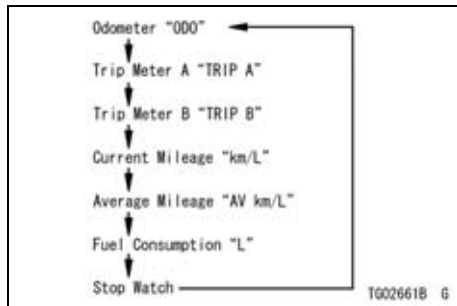 Odometer "ODO"
Trip Meter A "TRIP A"
Trip Meter B "TRIP B"
Current Mileage "km/L"
Average Mileage "AV km/L"
Fuel Consumption "L"
Stop Watch
TG02661B G